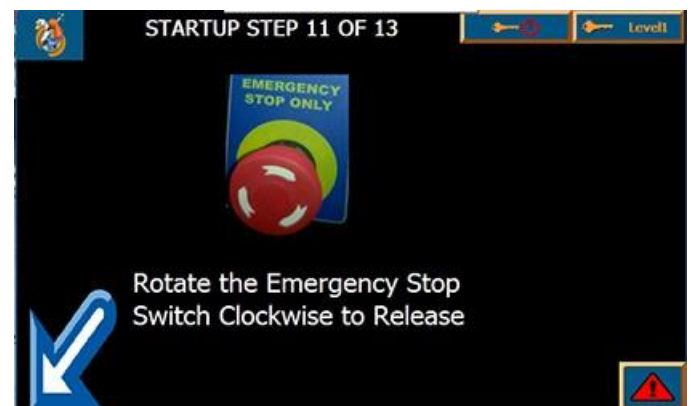 STARTUP STEP 11 OF 13
Level1
EMERGENCY
STOP ONLY
Rotate the Emergency Stop
Switch Clockwise to Release